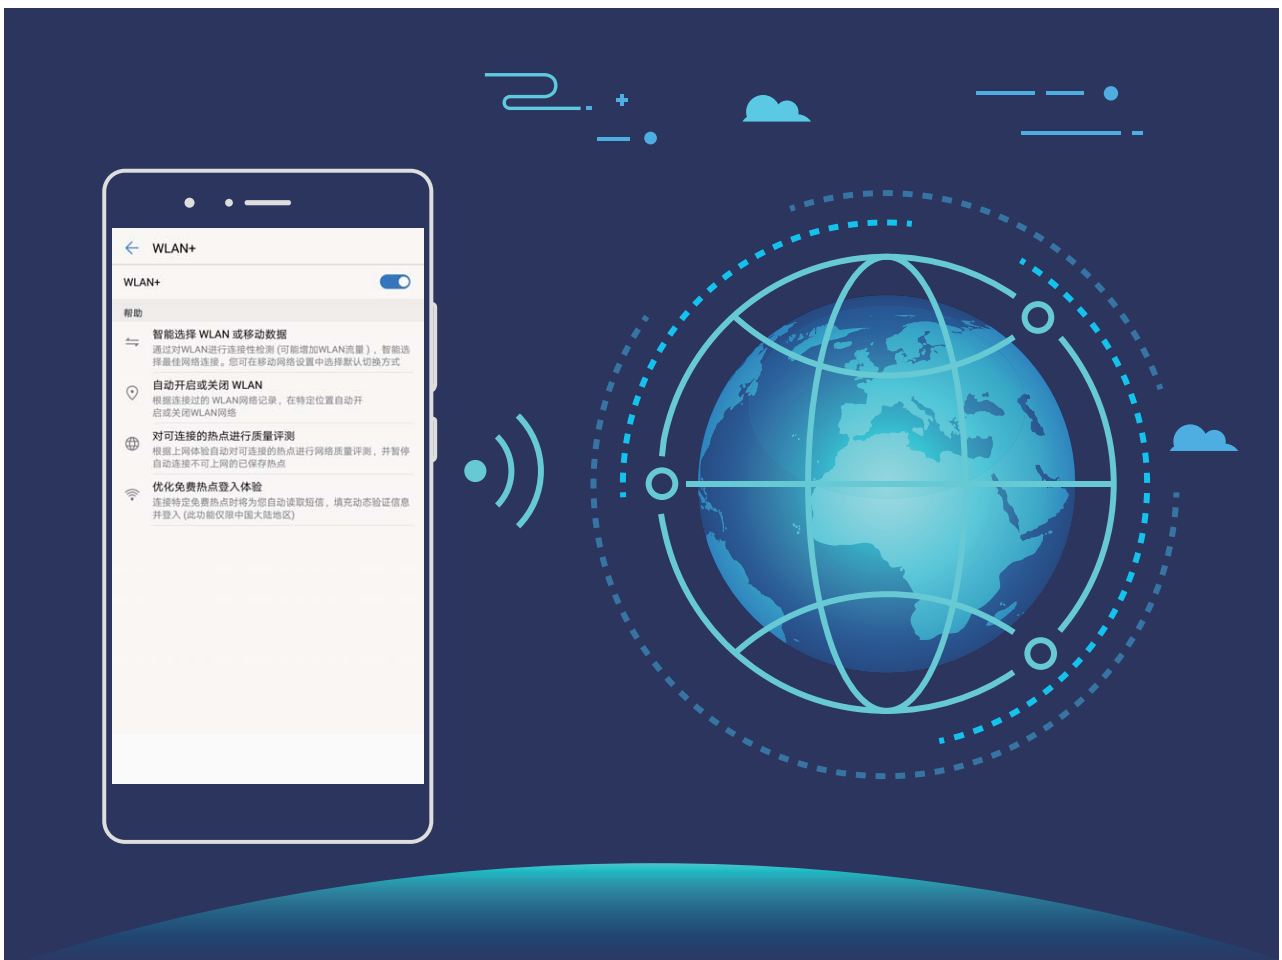 WLAN+
WLAN+
帮助
智能选择 WLAN 或移动数据
通过对WLAN进行连接性检测 (可能增加WLAN流量)，智能选
择最佳网络连接。您可在移动网络设置中选择默认切换方式
自动开启或关闭 WLAN
根据连接过的 WLAN网络记录，在特定位置自动开
启或关闭WLAN网络
对可连接的热点进行质量评测
根据上网体验自动对可连接的热点进行网络质量评测，并暂停
自动连接不可上网的已保存热点
优化免费热点登入体验
连接特定免费热点时将为您自动读取短信，填充动态验证信息
并登入 (此功能仅限中国大陆地区)